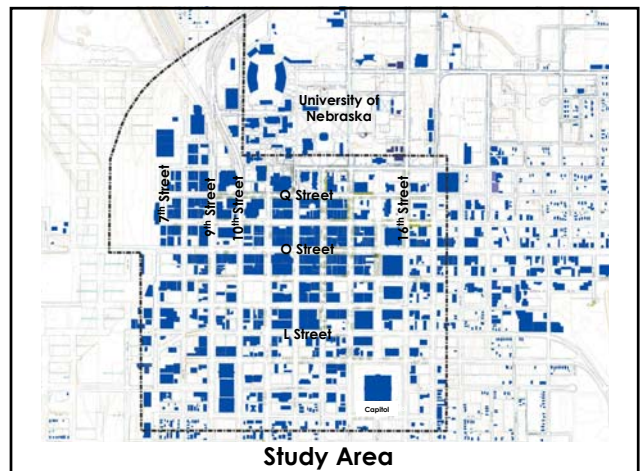 University of
Nebraska
7th Street
9th Street
10th Street
Q Street
16th Street
O Street
L Street
Capitol
Study Area